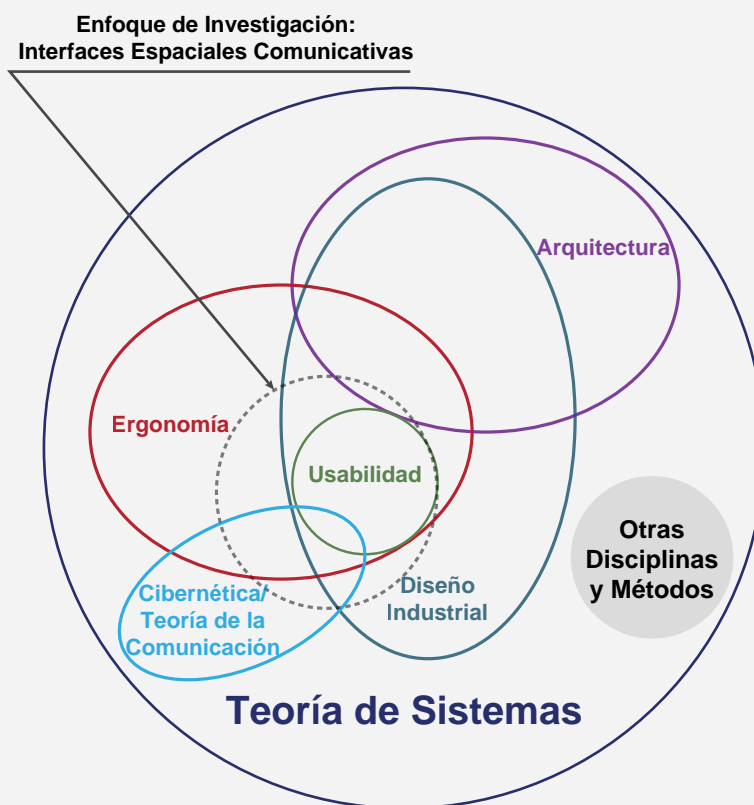 Enfoque de Investigación:
Interfaces Espaciales Comunicativas
Arquitectura
Ergonomía
Usabilidad
Otras
Disciplinas
y Métodos
Cibernética/
Teoría de la
Comunicación
Diseño
Industrial
Teoría de Sistemas